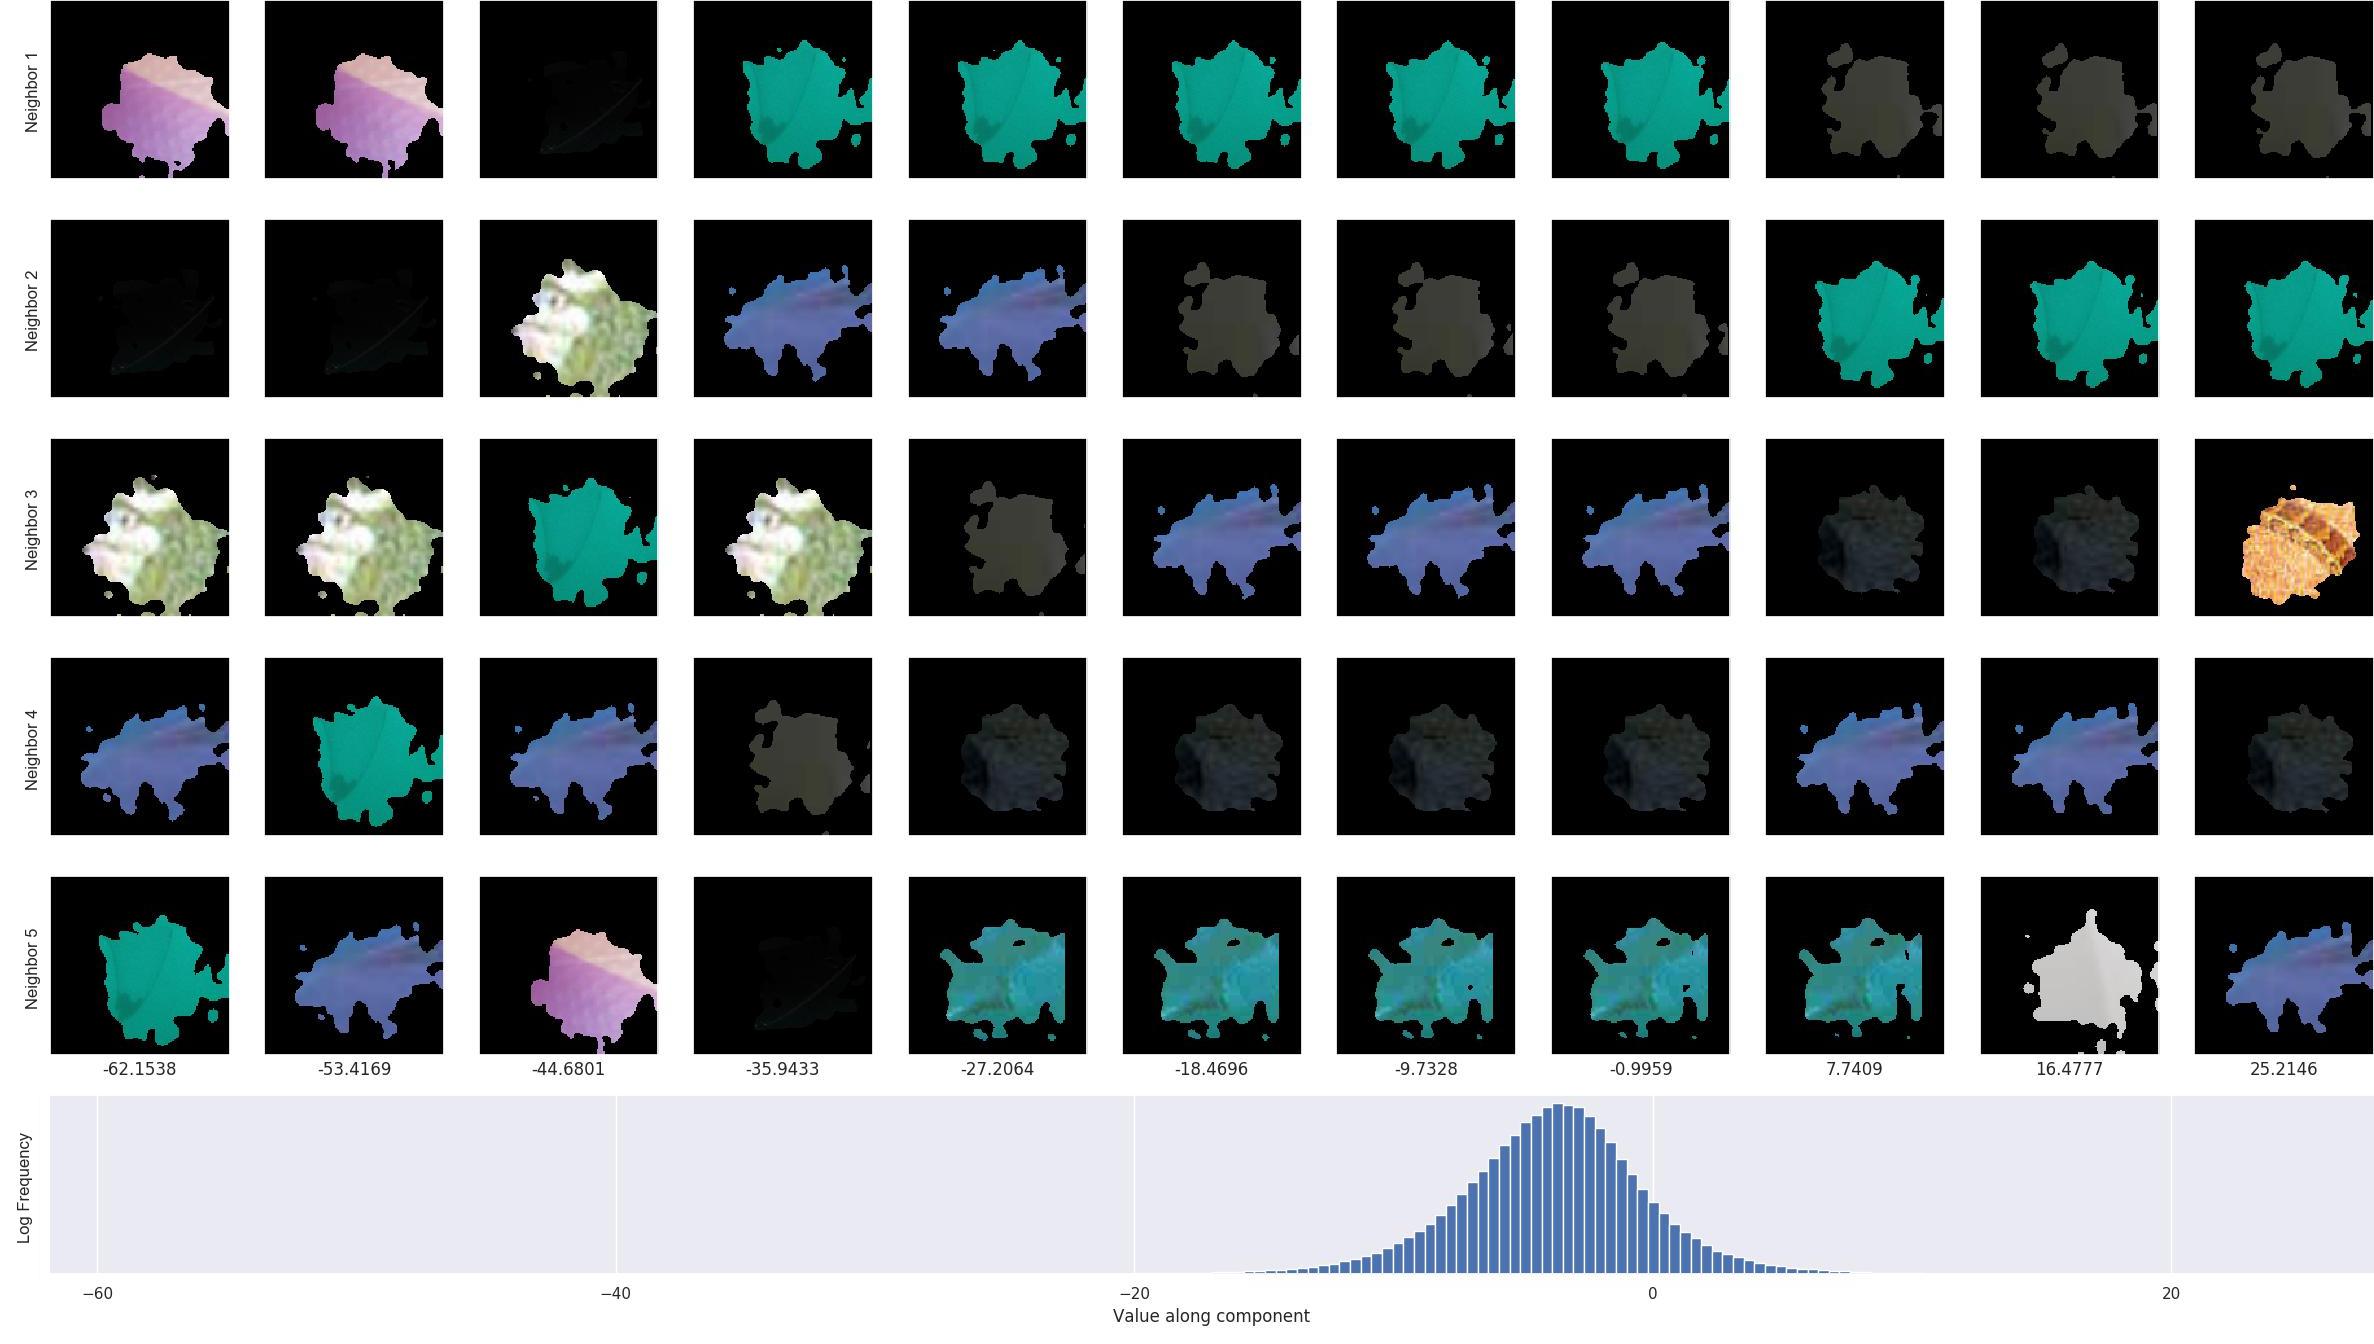 Neighbor 1
Neighbor 2
Neighbor 3
Neighbor 4
Neighbor 5
-62.1538 -53.4169 -44.6801 -35.9433 -27.2064 -18.4696 -9.7328 -0.9959 7.7409 16.4777 25.2146
Log Frequency
−60 −40 −20 0 20
Value along component